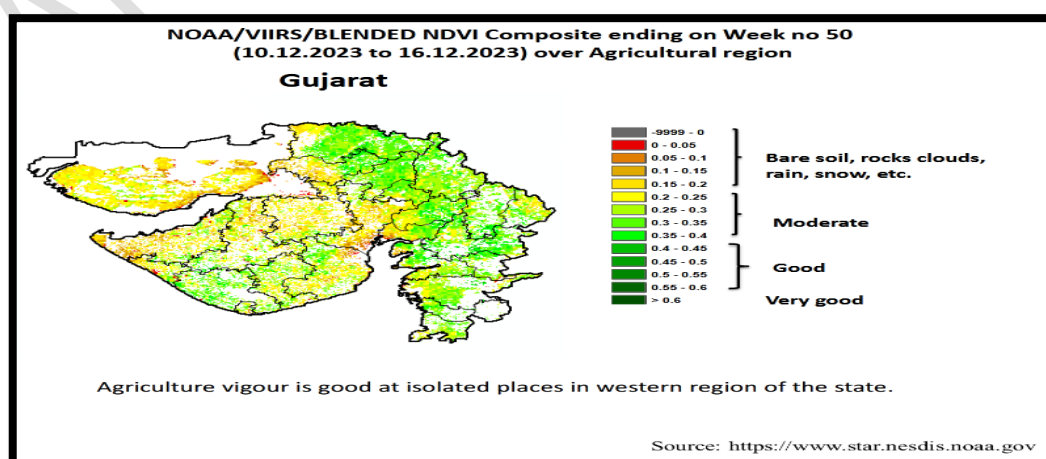 NOAA/VIIRS/BLENDED NDVI Composite ending on Week no 50
(10.12.2023 to 16.12.2023) over Agricultural region
Gujarat
-9999 - 0
0 - 0.05
0.05 - 0.1
0.1 - 0.15
0.15 - 0.2
0.2 - 0.25
0.25 - 0.3
0.3 - 0.35
0.35 - 0.4
0.4 - 0.45
0.45 - 0.5
0.5 - 0.55
0.55 - 0.6
> 0.6
Bare soil, rocks clouds,
rain, snow, etc.
Moderate
Good
Very good
Agriculture vigour is good at isolated places in western region of the state.
Source: https://www.star.nesdis.noaa.gov